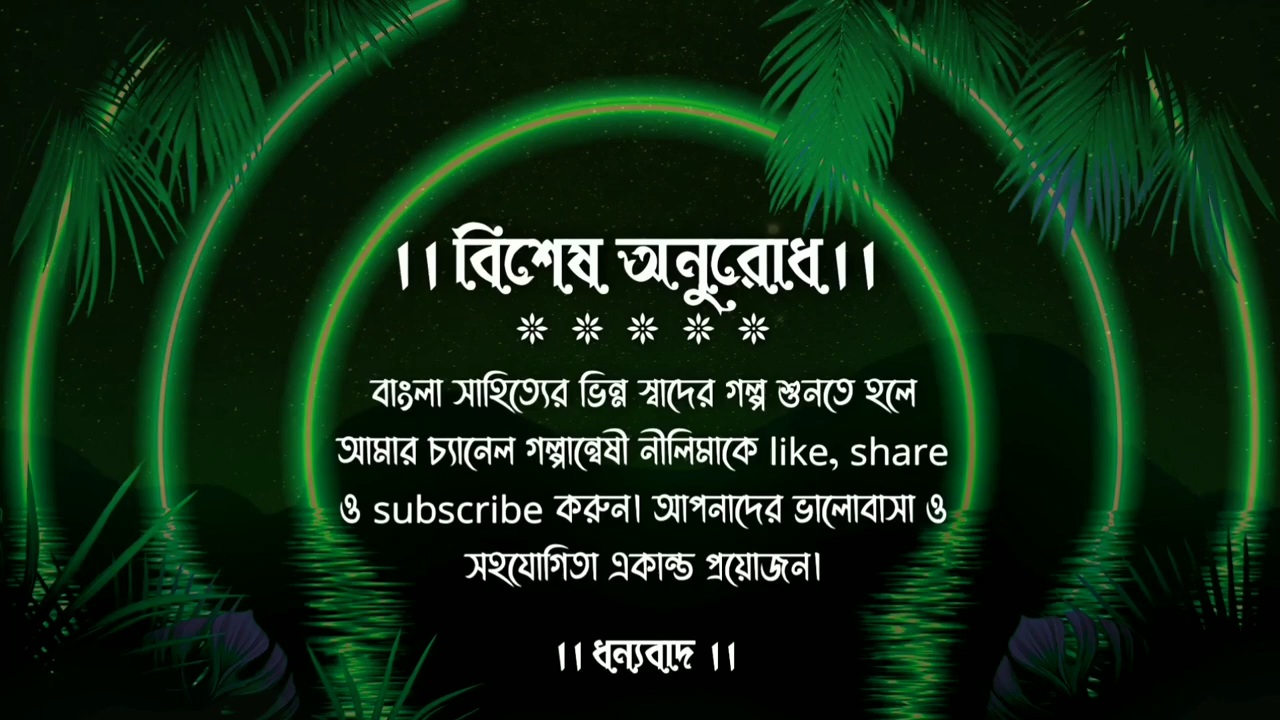 ।। বিশেষ অনুরোধ।।
বাংলা সাহিত্যের ভিন্ন স্বাদের গল্প শুনতে হলে
আমার চ্যানেল গল্পান্বেষী নীলিমাকে like, share
ও subscribe করুন। আপনাদের ভালোবাসা ও
সহযোগিতা একান্ত প্রয়োজন।
।। ধন্যবাদ ।।